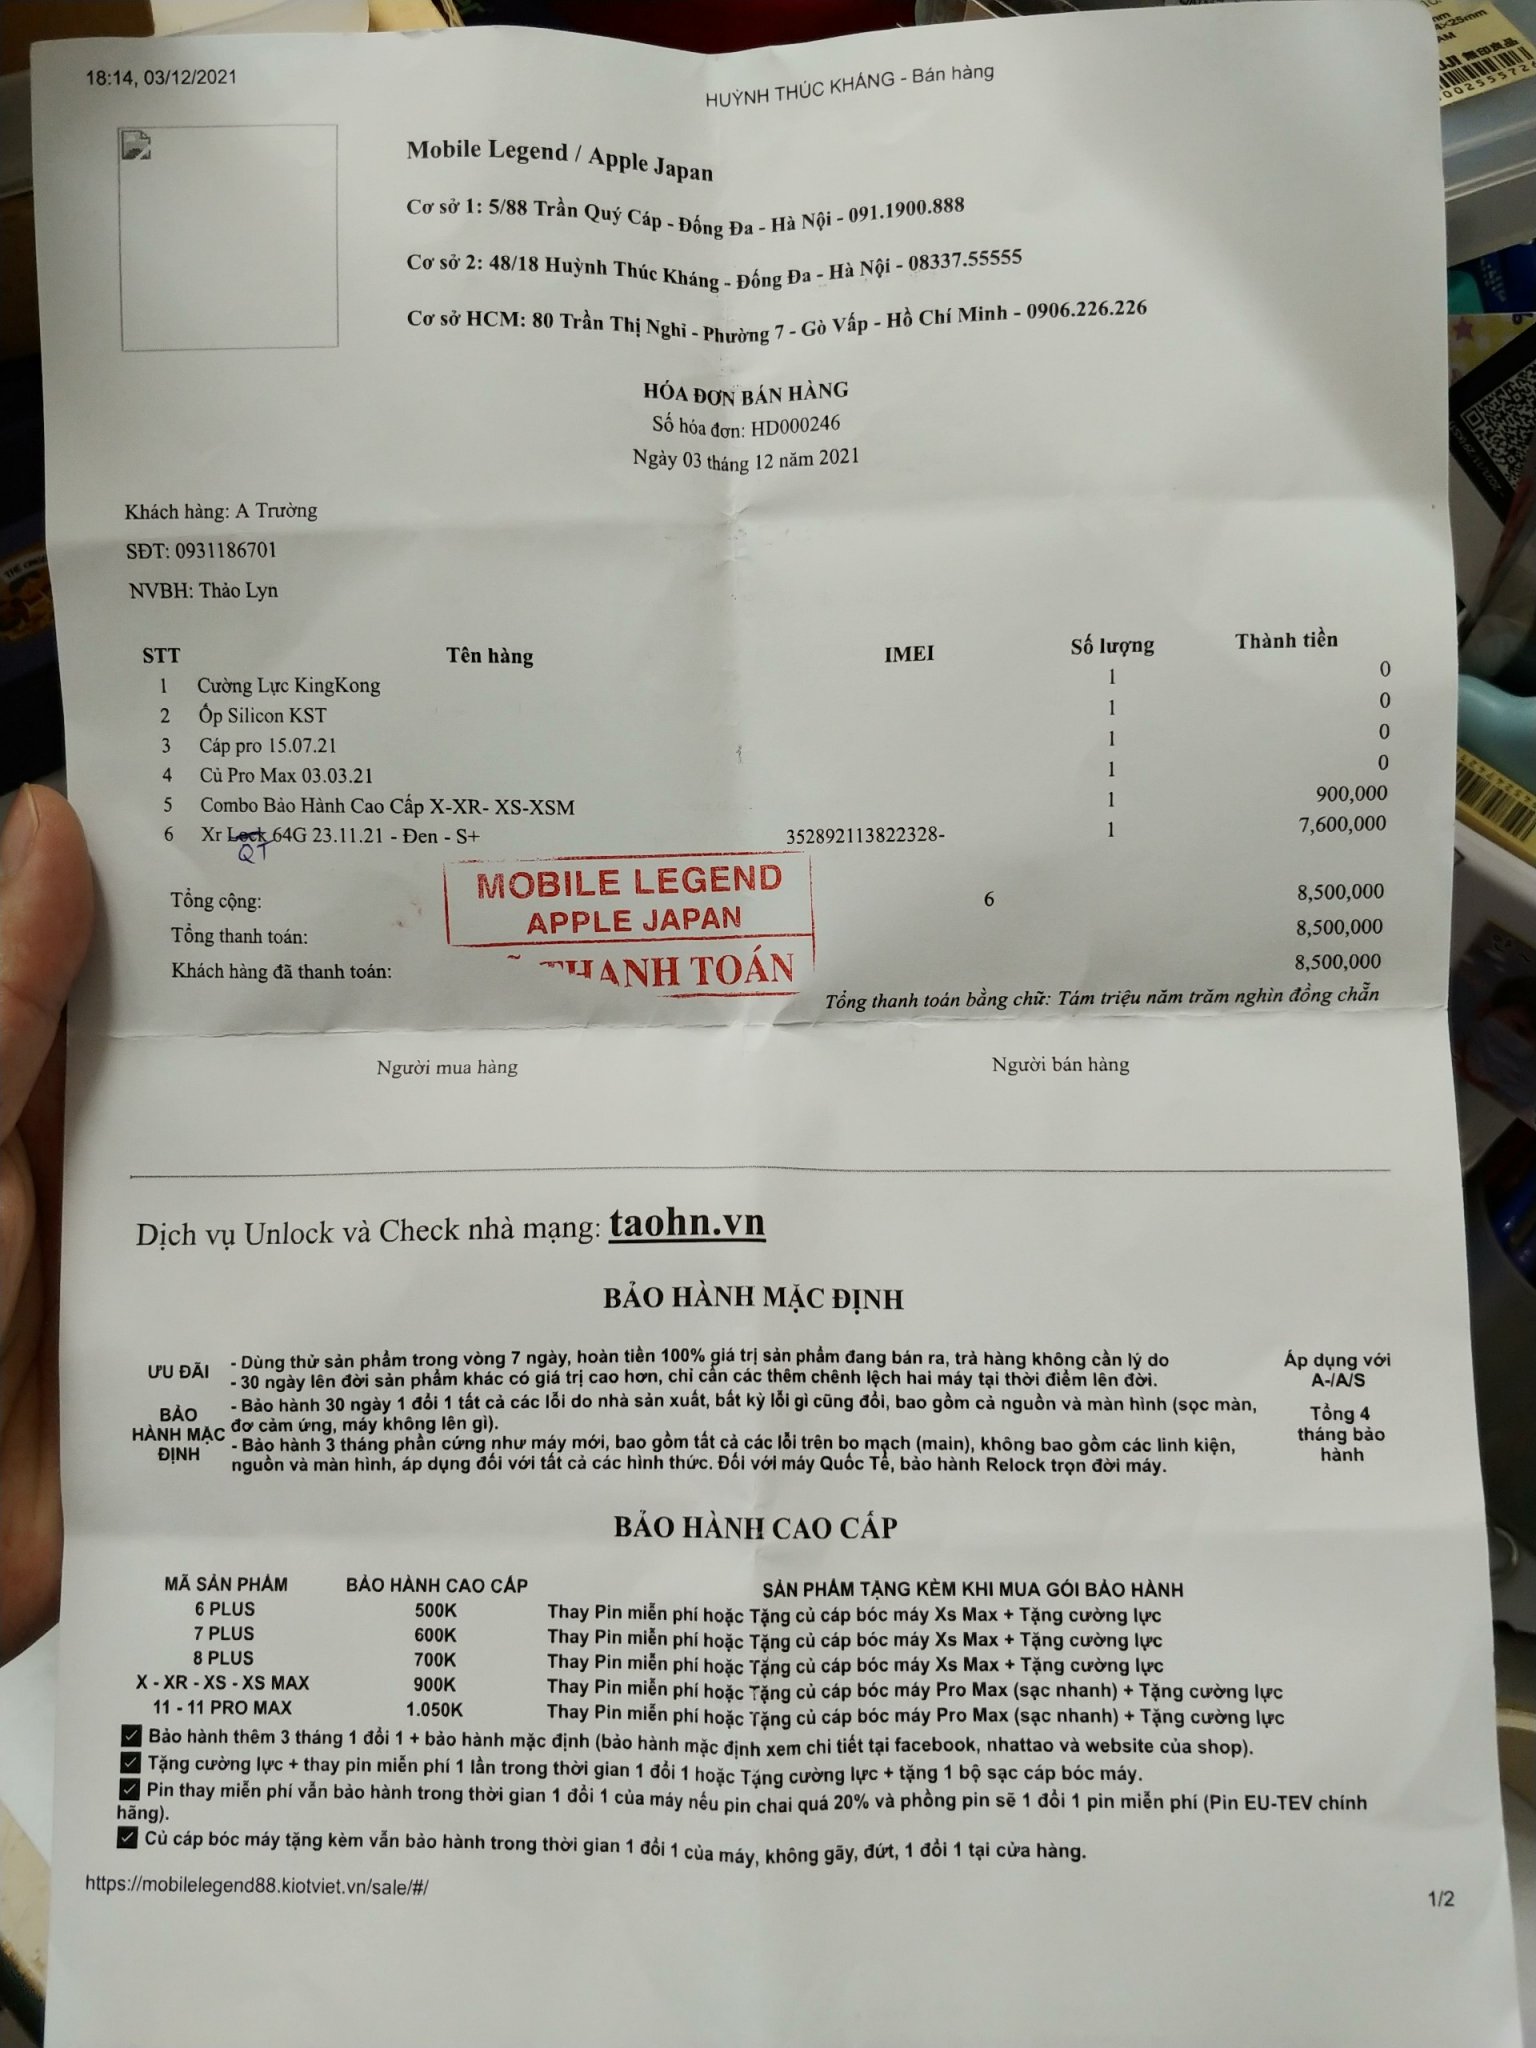 18:14, 03/12/2021
HUỲNH THÚC KHÁNG - Bán hàng
Mobile Legend / Apple Japan
Cơ sở 1: 5/88 Trần Quý Cáp - Đống Đa - Hà Nội - 091.1900.888
Cơ sở 2: 48/18 Huỳnh Thúc Kháng - Đống Đa - Hà Nội - 08337.55555
Cơ sở HCM: 80 Trần Thị Nghỉ - Phường 7 - Gò Vấp - Hồ Chí Minh - 0906.226.226
HÓA ĐƠN BÁN HÀNG
Số hóa đơn: HD000246
Ngày 03 tháng 12 năm 2021
Khách hàng: A Trường
SĐT: 0931186701
NVBH: Thảo Lyn
STT Tên hàng IMEI Số lượng Thành tiền
1 Cường Lực KingKong 1 0
2 Ốp Silicon KST 1 0
3 Cáp pro 15.07.21 1 0
4 Củ Pro Max 03.03.21 1 0
5 Combo Bảo Hành Cao Cấp X-XR- XS-XSM 1 900,000
6 Xr Lock 64G 23.11.21 - Đen - S+ 352892113822328- 1 7,600,000
QT
MOBILE LEGEND
APPLE JAPAN
THANH TOÁN
Tổng cộng: 6 8,500,000
Tổng thanh toán: 8,500,000
Khách hàng đã thanh toán: 8,500,000
Tổng thanh toán bằng chữ: Tám triệu năm trăm nghìn đồng chẵn
Người mua hàng Người bán hàng
Dịch vụ Unlock và Check nhà mạng: taohn.vn
BẢO HÀNH MẶC ĐỊNH
ƯU ĐÃI - Dùng thử sản phẩm trong vòng 7 ngày, hoàn tiền 100% giá trị sản phẩm đang bán ra, trả hàng không cần lý do
- 30 ngày lên đời sản phẩm khác có giá trị cao hơn, chỉ cần các thêm chênh lệch hai máy tại thời điểm lên đời.
Áp dụng với
A-/A/S
BẢO
HÀNH MẶC
ĐỊNH
- Bảo hành 30 ngày 1 đổi 1 tất cả các lỗi do nhà sản xuất, bất kỳ lỗi gì cũng đổi, bao gồm cả nguồn và màn hình (sọc màn,
đơ cảm ứng, máy không lên gì).
- Bảo hành 3 tháng phần cứng như máy mới, bao gồm tất cả các lỗi trên bo mạch (main), không bao gồm các linh kiện,
nguồn và màn hình, áp dụng đối với tất cả các hình thức. Đối với máy Quốc Tế, bảo hành Relock trọn đời máy.
Tổng 4
tháng bảo
hành
BẢO HÀNH CAO CẤP
MÃ SẢN PHẨM BẢO HÀNH CAO CẤP SẢN PHẨM TẶNG KÈM KHI MUA GÓI BẢO HÀNH
6 PLUS 500K Thay Pin miễn phí hoặc Tặng củ cáp bóc máy Xs Max + Tặng cường lực
7 PLUS 600K Thay Pin miễn phí hoặc Tặng củ cáp bóc máy Xs Max + Tặng cường lực
8 PLUS 700K Thay Pin miễn phí hoặc Tặng củ cáp bóc máy Xs Max + Tặng cường lực
X - XR - XS - XS MAX 900K Thay Pin miễn phí hoặc Tặng củ cáp bóc máy Pro Max (sạc nhanh) + Tặng cường lực
11 - 11 PRO MAX 1.050K Thay Pin miễn phí hoặc Tặng củ cáp bóc máy Pro Max (sạc nhanh) + Tặng cường lực
Bảo hành thêm 3 tháng 1 đổi 1 + bảo hành mặc định (bảo hành mặc định xem chi tiết tại facebook, nhattao và website của shop).
Tặng cường lực + thay pin miễn phí 1 lần trong thời gian 1 đổi 1 hoặc Tặng cường lực + tặng 1 bộ sạc cáp bóc máy.
Pin thay miễn phí vẫn bảo hành trong thời gian 1 đổi 1 của máy nếu pin chai quá 20% và phồng pin sẽ 1 đổi 1 pin miễn phí (Pin EU-TEV chính
hãng).
Củ cáp bóc máy tặng kèm vẫn bảo hành trong thời gian 1 đổi 1 của máy, không gãy, đứt, 1 đổi 1 tại cửa hàng.
https://mobilelegend88.kiotviet.vn/sale/#/
1/2